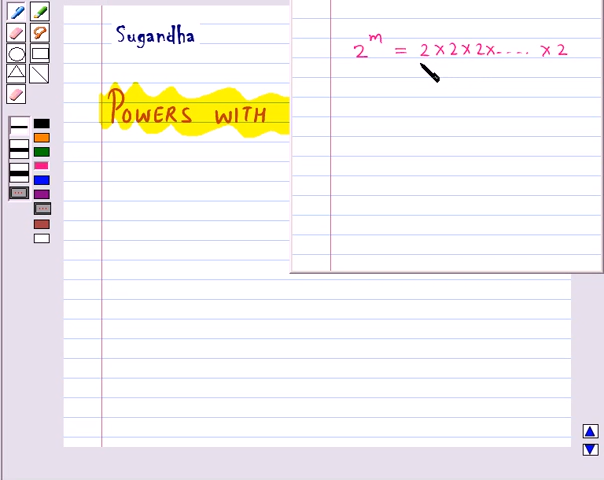 Sugandha
POWERS WITH
2^m = 2 × 2 × 2 × ..... × 2